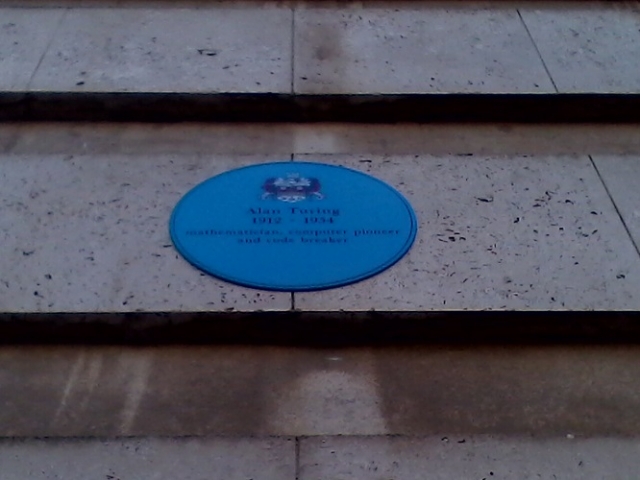 Alan Turing
1912 - 1954
mathematician, computer pioneer
and code breaker